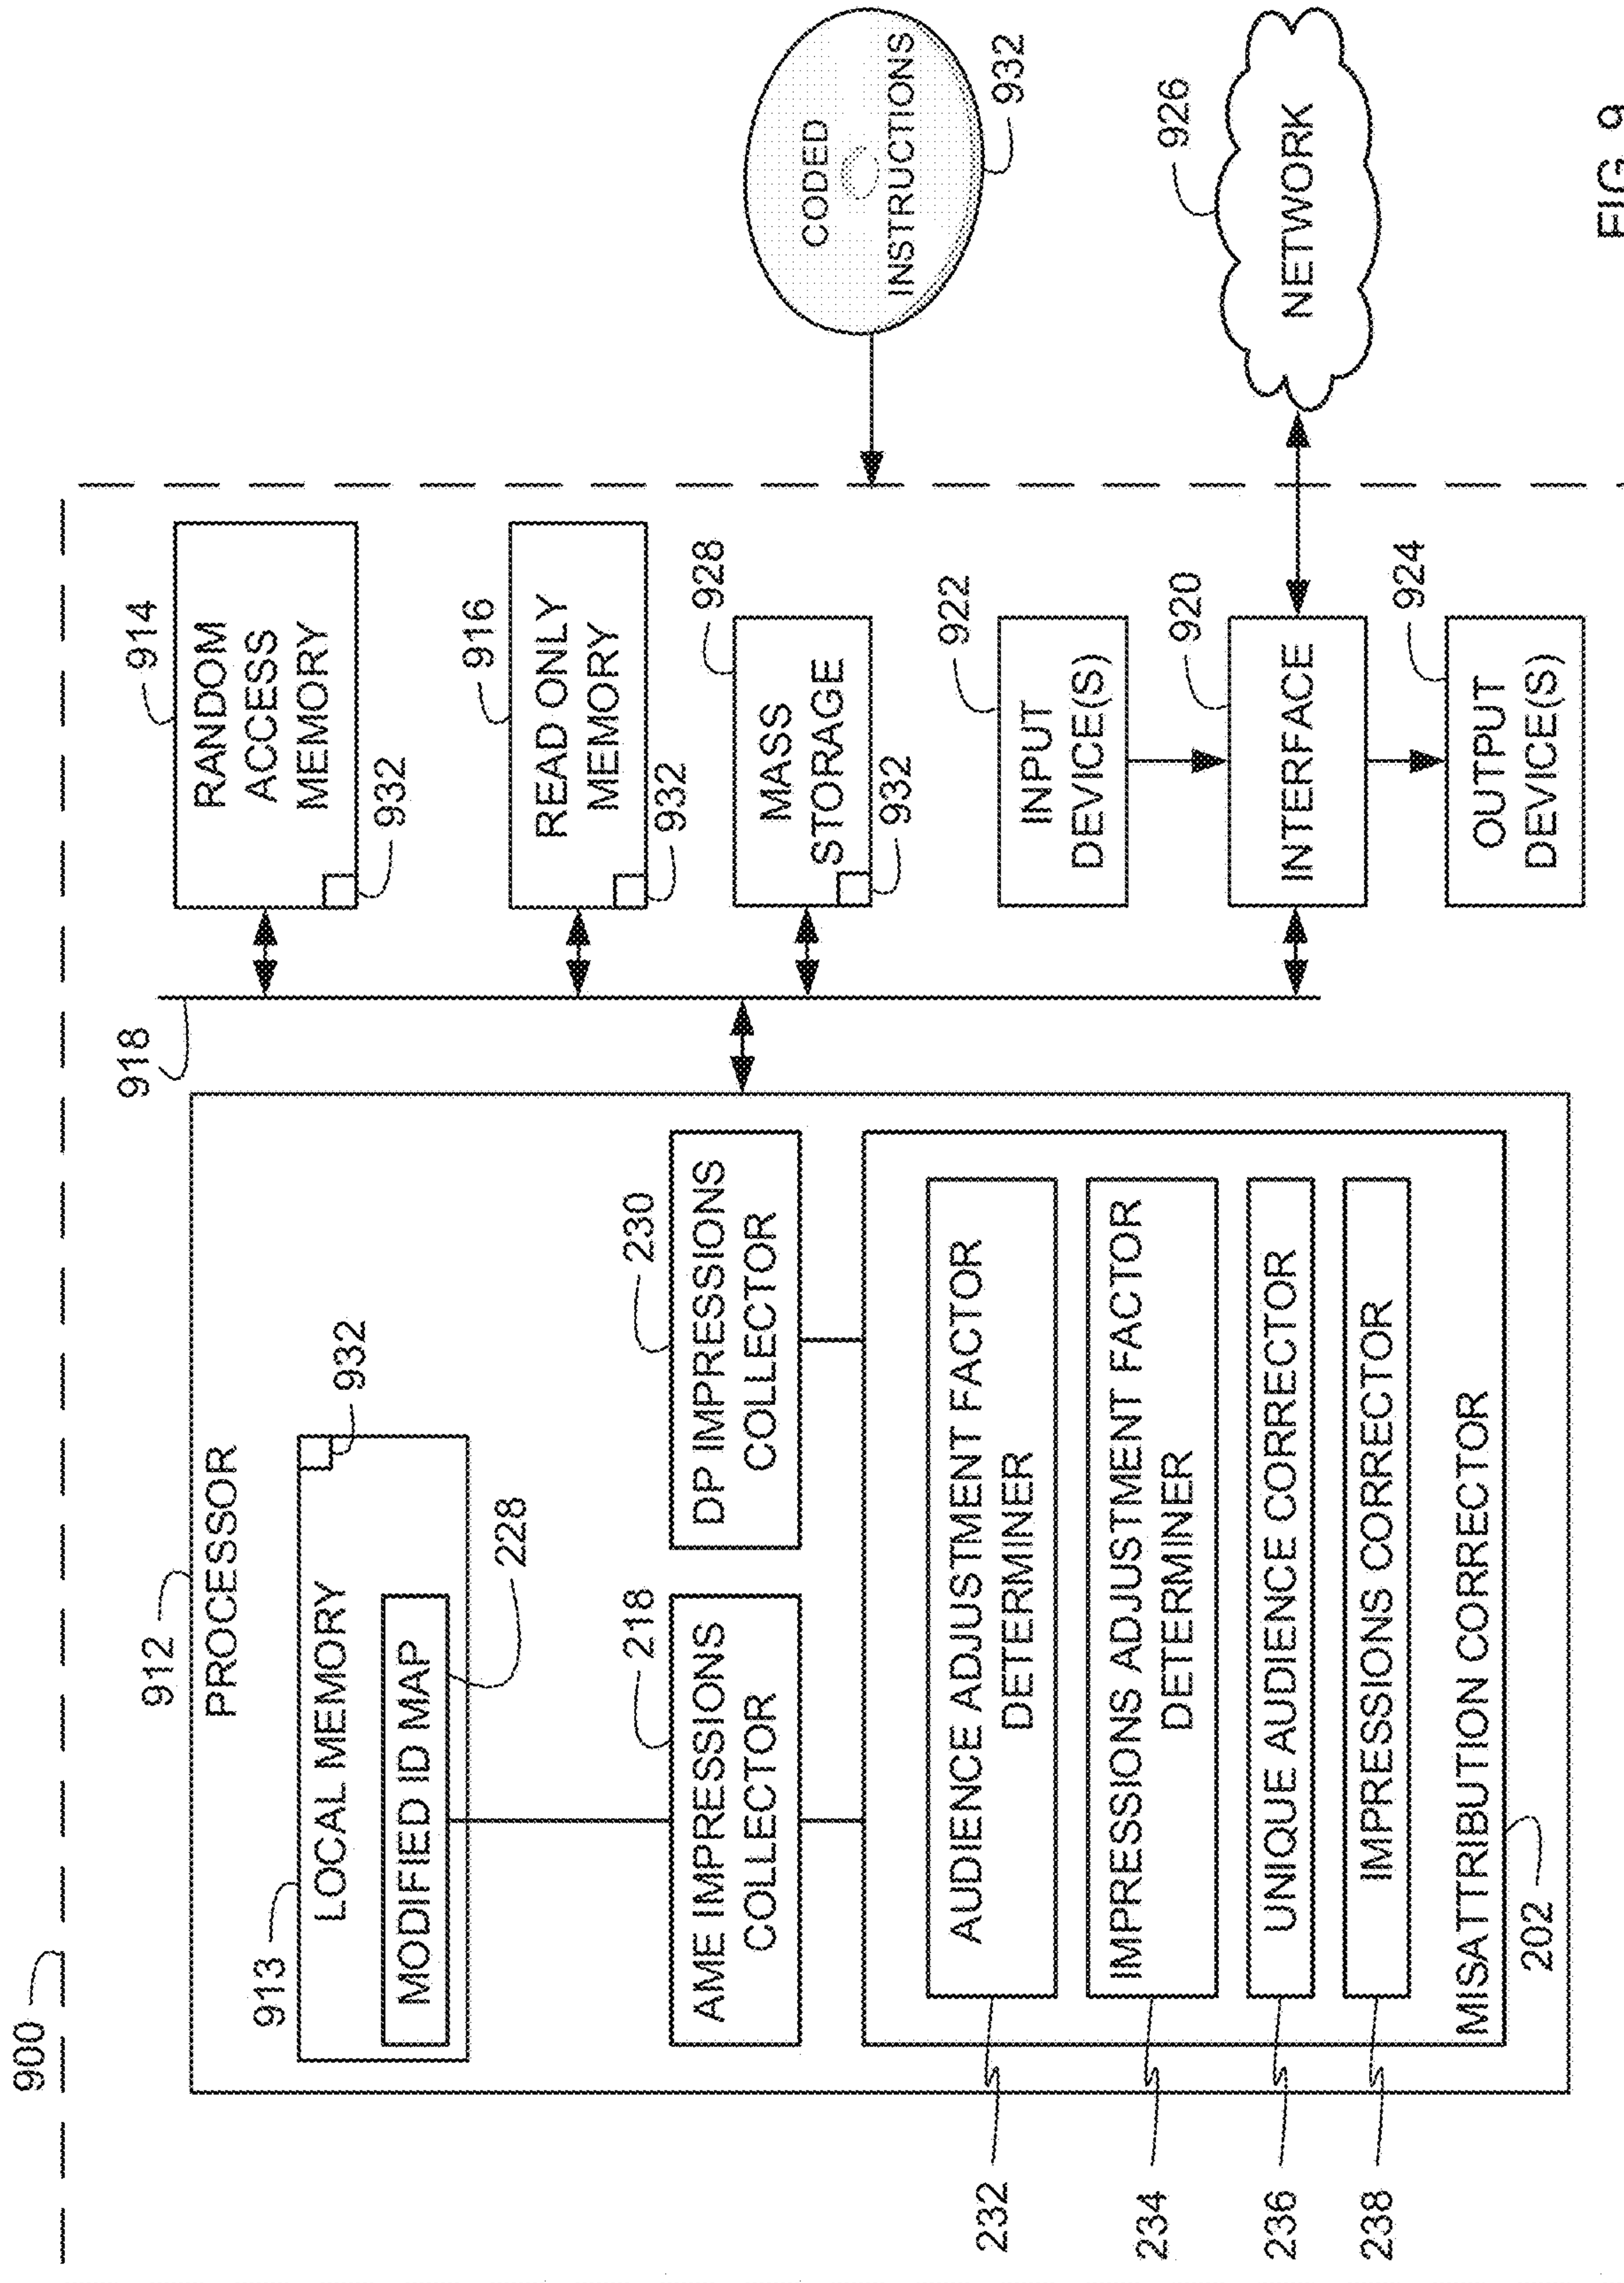 900
912
PROCESSOR
913
LOCAL MEMORY
932
MODIFIED ID MAP
228
218
AME IMPRESSIONS
COLLECTOR
230
DP IMPRESSIONS
COLLECTOR
232
AUDIENCE ADJUSTMENT FACTOR
DETERMINER
234
IMPRESSIONS ADJUSTMENT FACTOR
DETERMINER
236
UNIQUE AUDIENCE CORRECTOR
238
IMPRESSIONS CORRECTOR
MISATTRIBUTION CORRECTOR
202
918
914
RANDOM
ACCESS
MEMORY
932
916
READ ONLY
MEMORY
932
928
MASS
STORAGE
932
922
INPUT
DEVICE(S)
920
INTERFACE
924
OUTPUT
DEVICE(S)
CODED
INSTRUCTIONS
932
926
NETWORK
FIG. 9